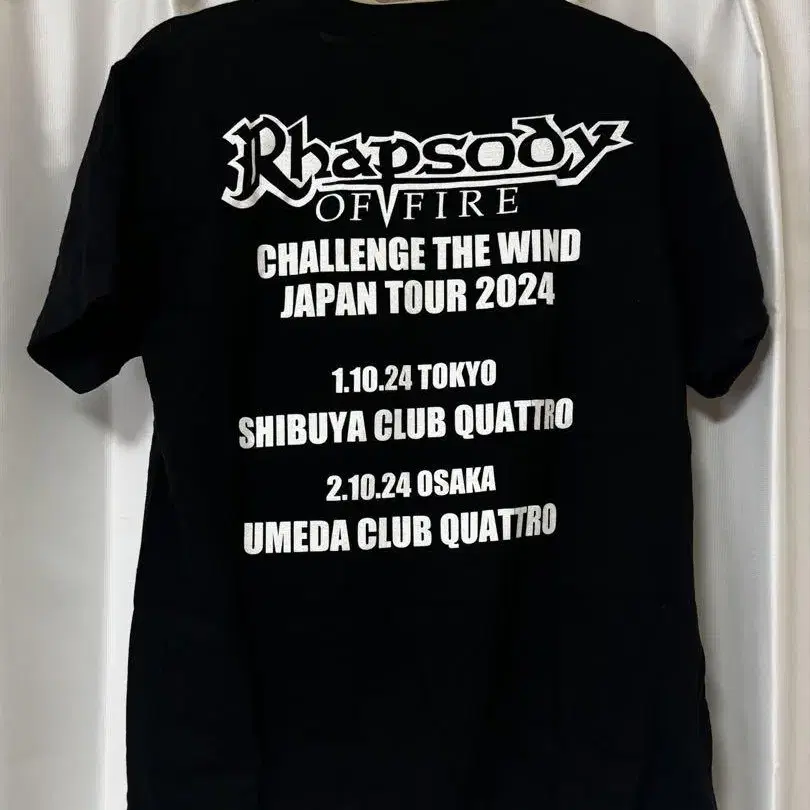 Rhapsody
OF FIRE
CHALLENGE THE WIND
JAPAN TOUR 2024
1.10.24 TOKYO
SHIBUYA CLUB QUATTRO
2.10.24 OSAKA
UMEDA CLUB QUATTRO